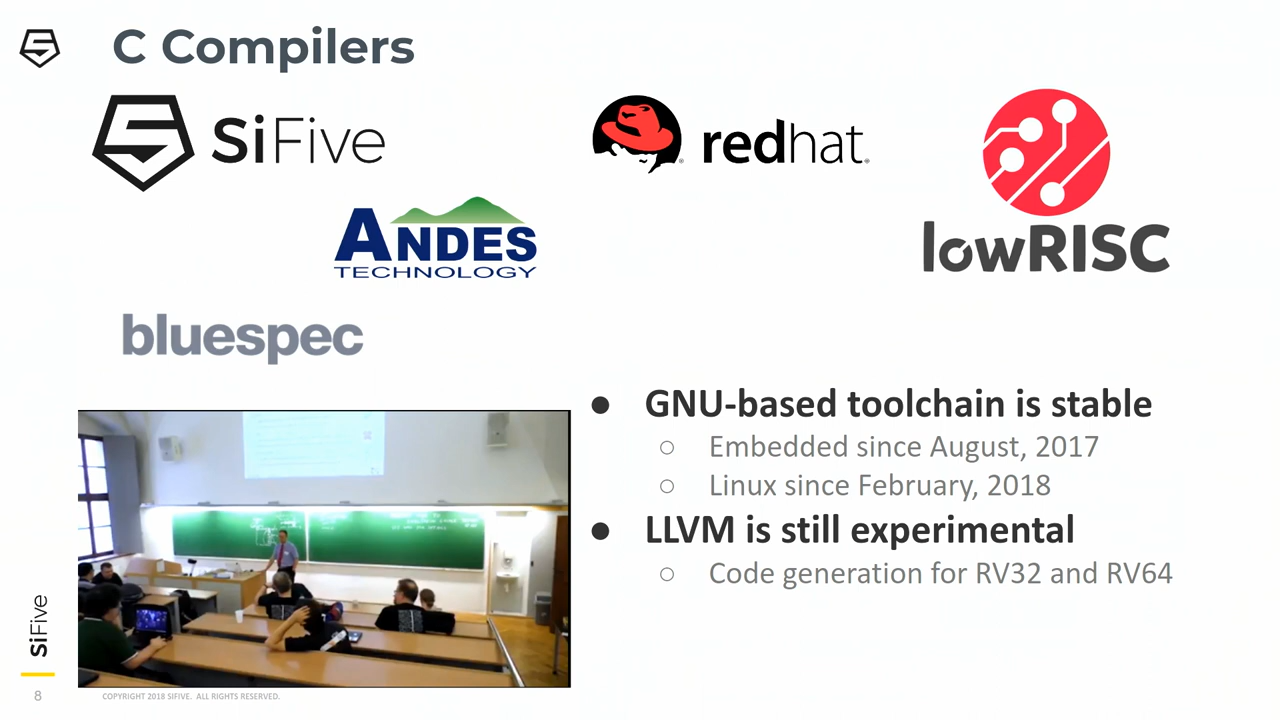 C Compilers
SiFive
redhat.
ANDES
TECHNOLOGY
lowRISC
bluespec
● GNU-based toolchain is stable
○ Embedded since August, 2017
○ Linux since February, 2018
● LLVM is still experimental
○ Code generation for RV32 and RV64
SiFive
8
COPYRIGHT 2018 SIFIVE. ALL RIGHTS RESERVED.